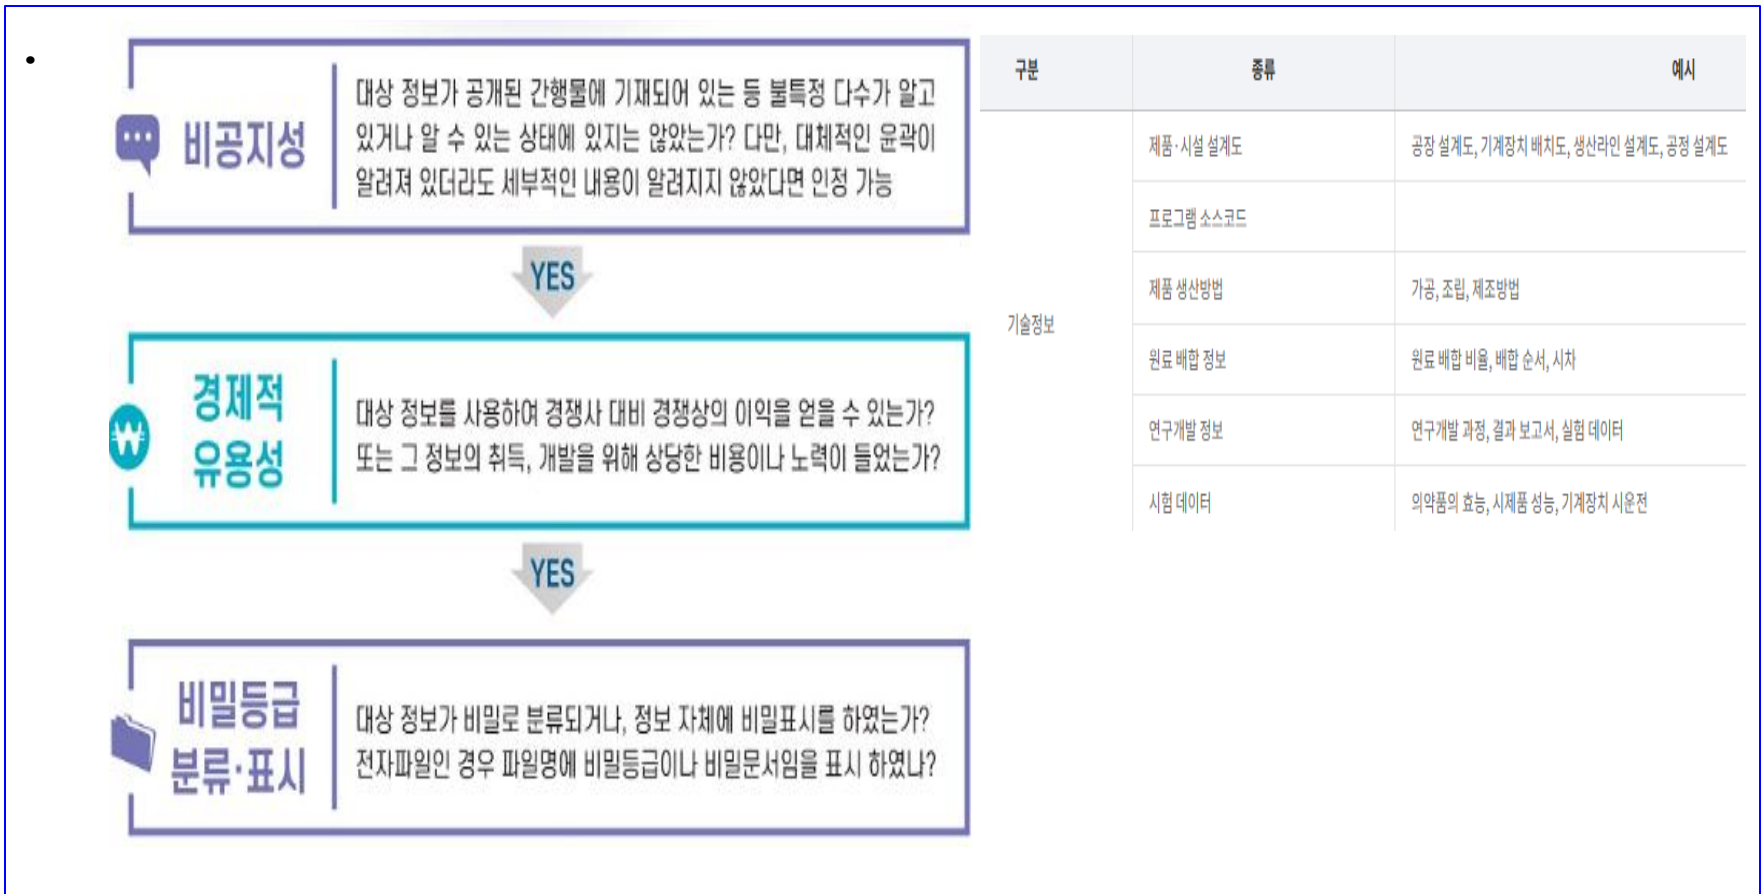 •
비공지성
대상 정보가 공개된 간행물에 기재되어 있는 등 불특정 다수가 알고
있거나 알 수 있는 상태에 있지는 않았는가? 다만, 대체적인 윤곽이
알려져 있더라도 세부적인 내용이 알려지지 않았다면 인정 가능
YES
₩
경제적
유용성
대상 정보를 사용하여 경쟁사 대비 경쟁상의 이익을 얻을 수 있는가?
또는 그 정보의 취득, 개발을 위해 상당한 비용이나 노력이 들었는가?
YES
비밀등급
분류·표시
대상 정보가 비밀로 분류되거나, 정보 자체에 비밀표시를 하였는가?
전자파일인 경우 파일명에 비밀등급이나 비밀문서임을 표시 하였나?
구분 종류 예시
기술정보
제품·시설 설계도 공장 설계도, 기계장치 배치도, 생산라인 설계도, 공정 설계도
프로그램 소스코드
제품 생산방법 가공, 조립, 제조방법
원료 배합 정보 원료 배합 비율, 배합 순서, 시차
연구개발 정보 연구개발 과정, 결과 보고서, 실험 데이터
시험 데이터 의약품의 효능, 시제품 성능, 기계장치 시운전